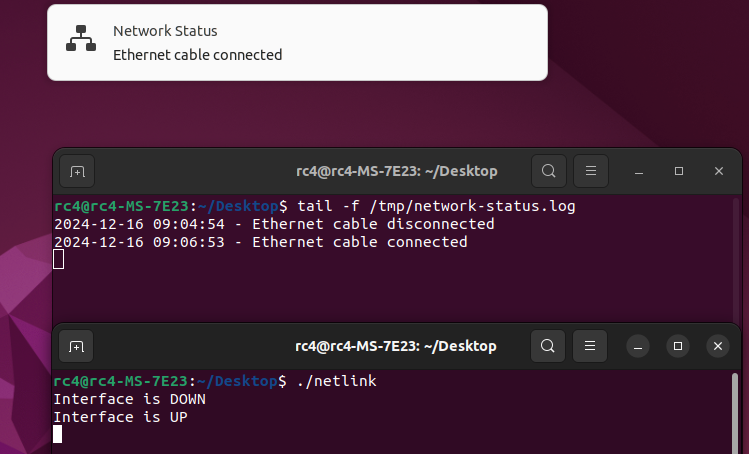 Network Status
Ethernet cable connected
rc4@rc4-MS-7E23: ~/Desktop
rc4@rc4-MS-7E23:~/Desktop$ tail -f /tmp/network-status.log
2024-12-16 09:04:54 - Ethernet cable disconnected
2024-12-16 09:06:53 - Ethernet cable connected
rc4@rc4-MS-7E23: ~/Desktop
rc4@rc4-MS-7E23:~/Desktop$ ./netlink
Interface is DOWN
Interface is UP